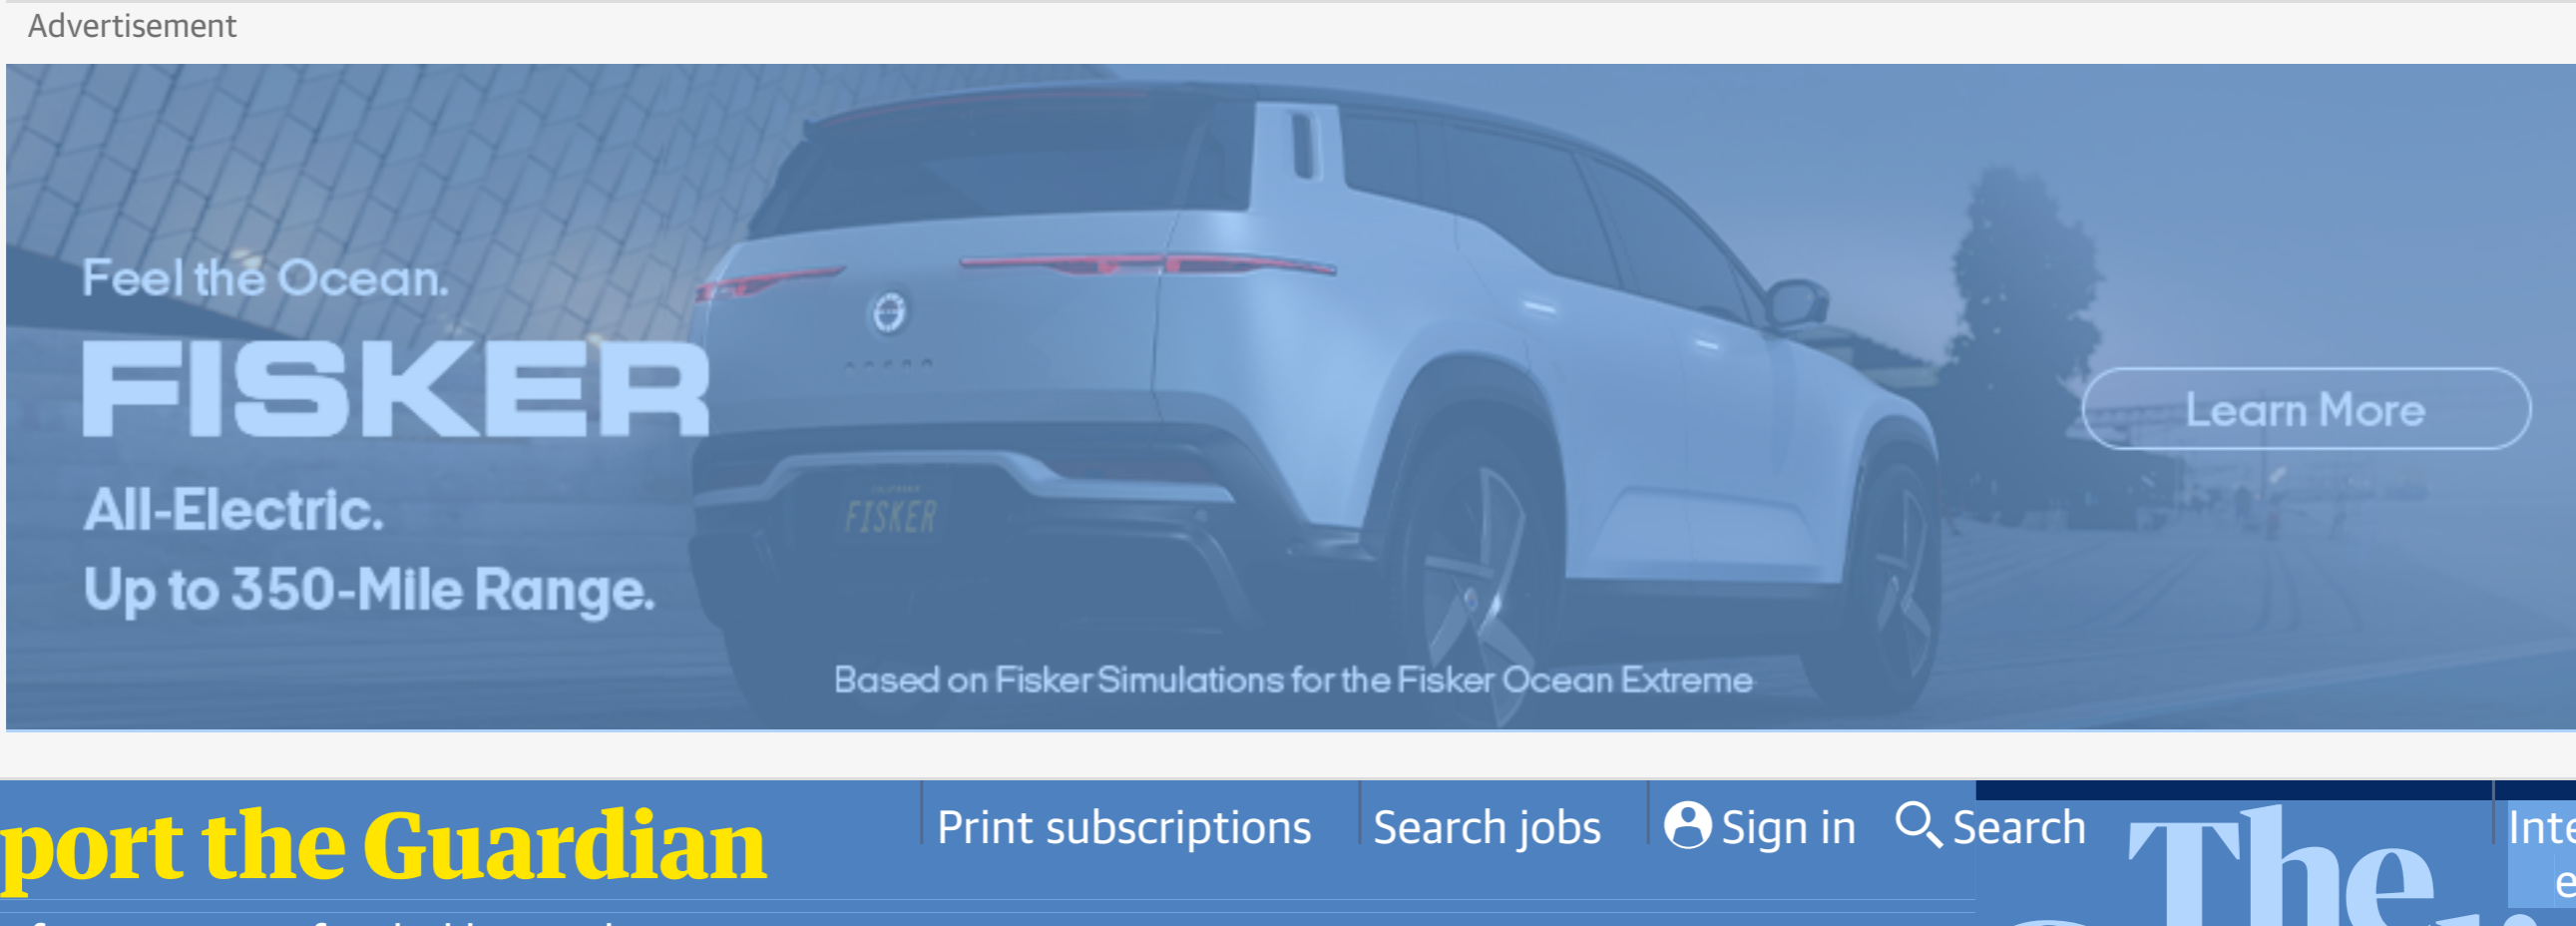 Advertisement
Feel the Ocean.
FISKER
All-Electric.
Up to 350-Mile Range.
Learn More
FISKER
Based on Fisker Simulations for the Fisker Ocean Extreme
port the Guardian
Print subscriptions
Search jobs
Sign in
Search
The
Inte
e